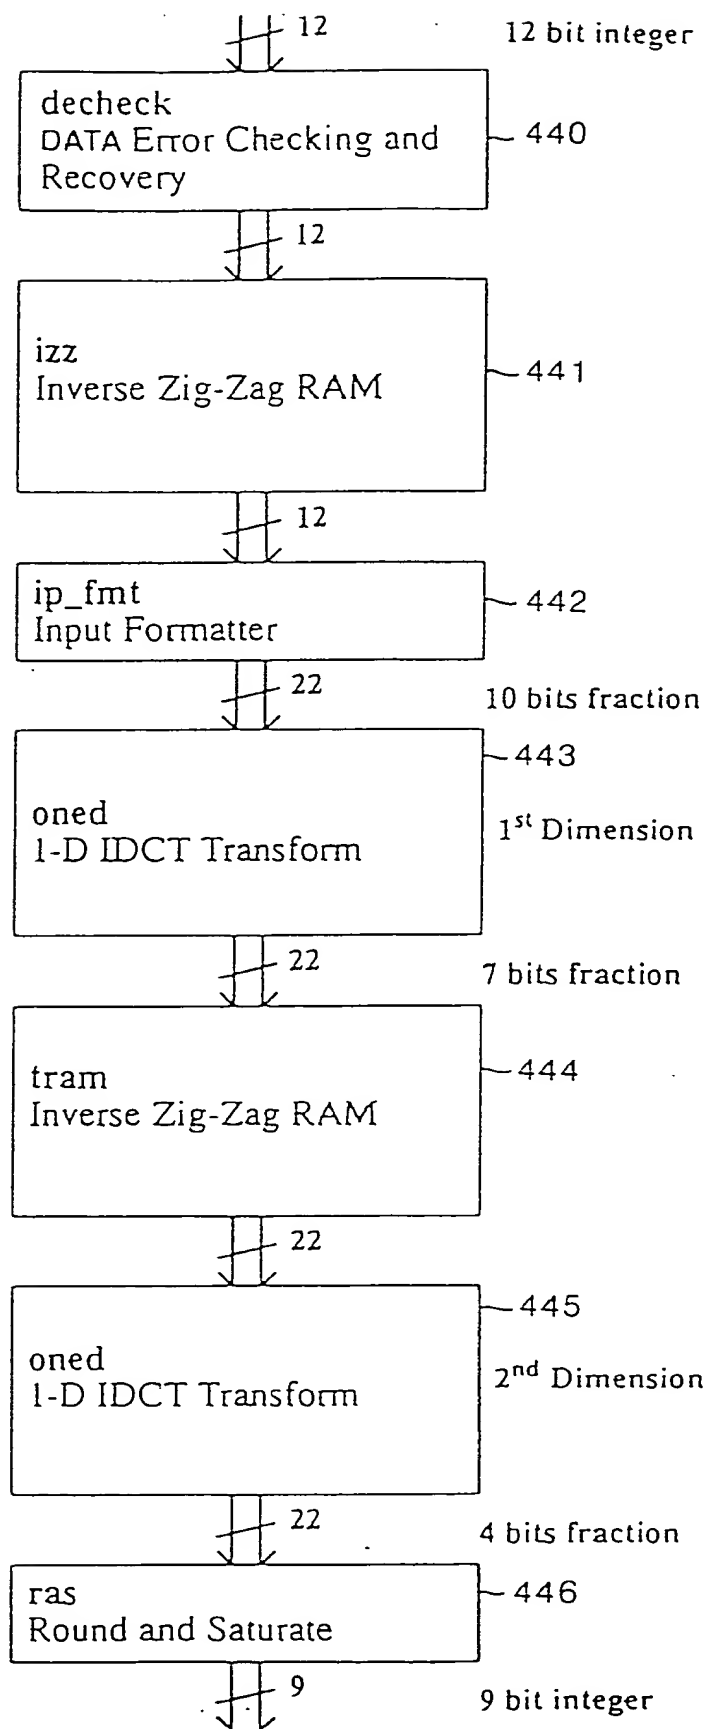 12 12 bit integer
decheck
DATA Error Checking and
Recovery
440
12
izz
Inverse Zig-Zag RAM
441
12
ip_fmt
Input Formatter
442
22 10 bits fraction
443
oned
1-D IDCT Transform
1st Dimension
22 7 bits fraction
tram
Inverse Zig-Zag RAM
444
22
445
oned
1-D IDCT Transform
2nd Dimension
22 4 bits fraction
ras
Round and Saturate
446
9 9 bit integer